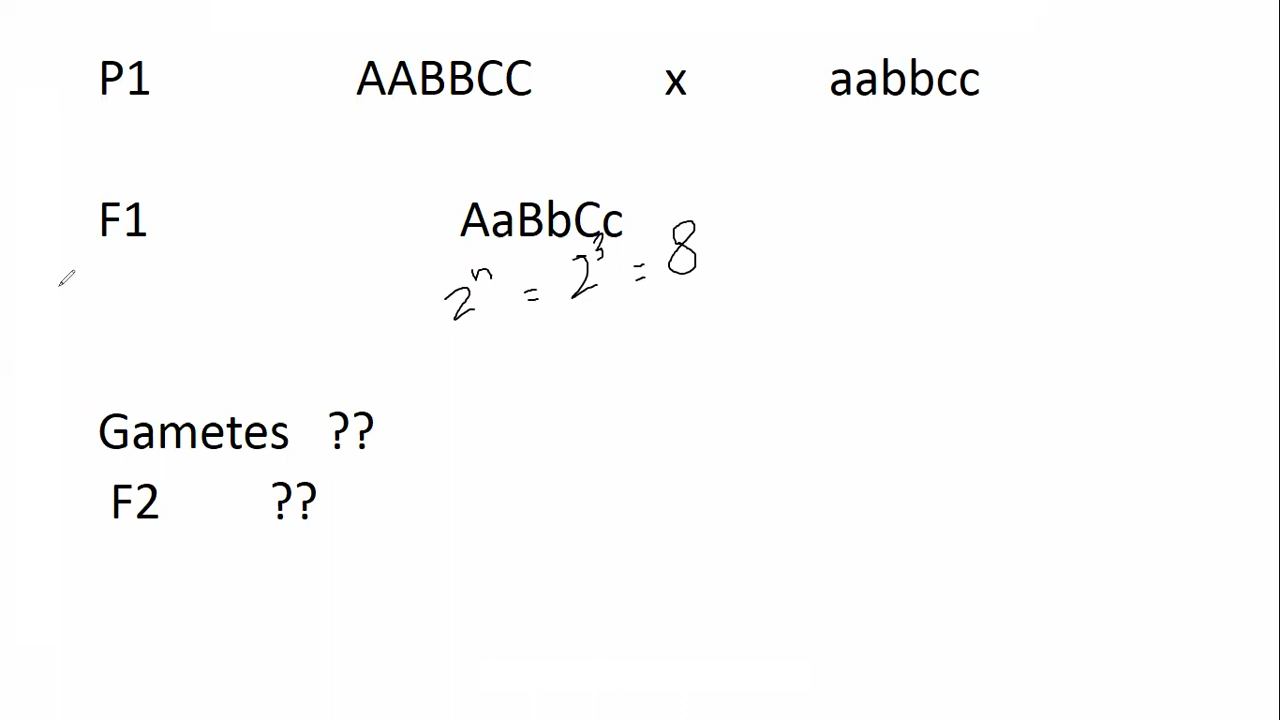 P1 AABBCC x aabbcc
F1 AaBbCc
2ⁿ = 2³ = 8
Gametes ??
F2 ??